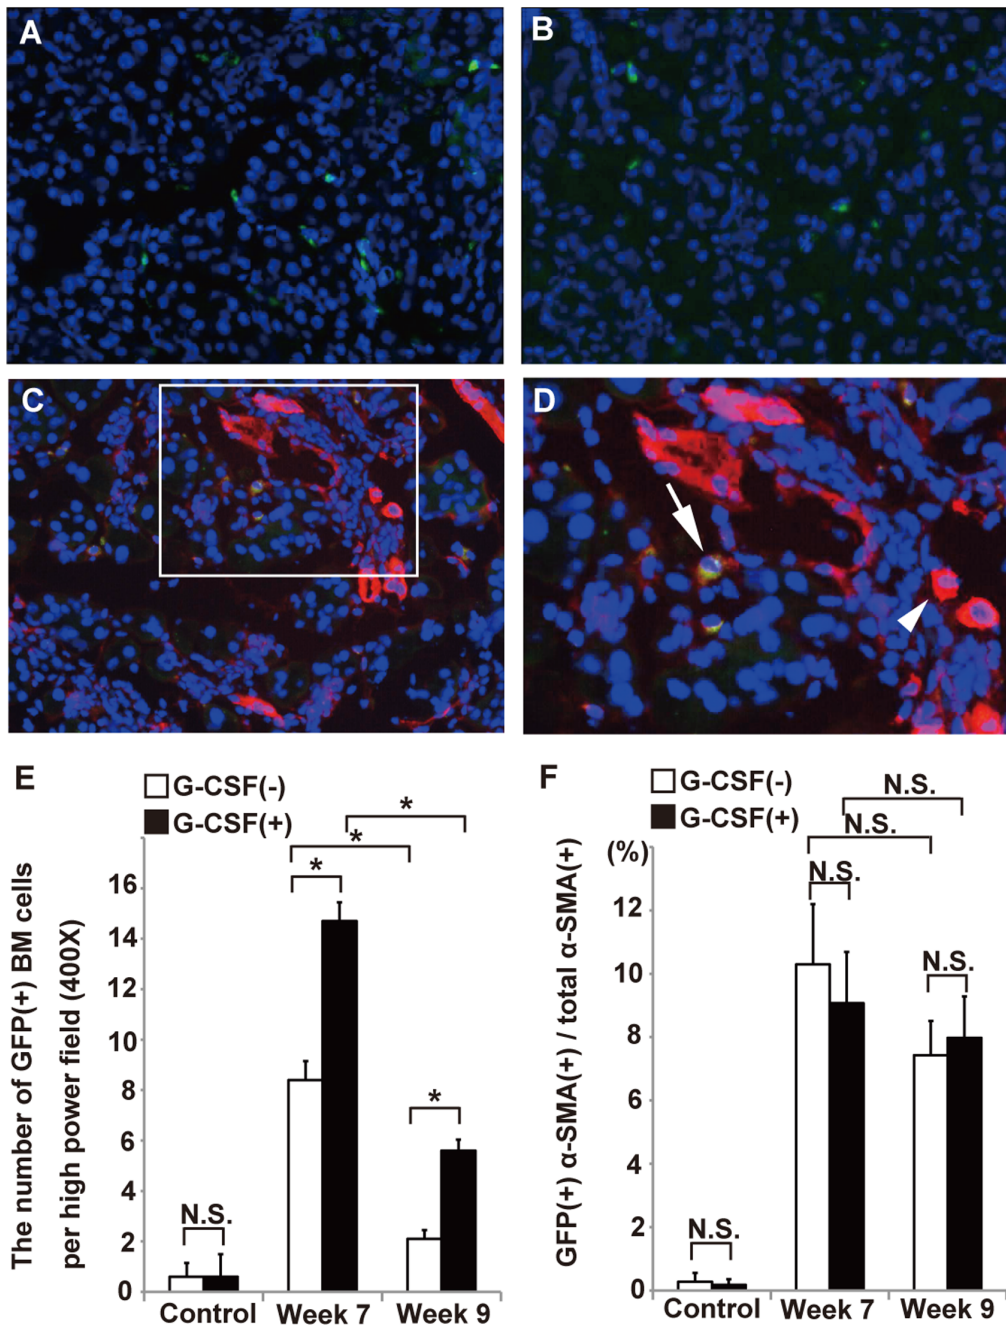 A
B
C
D
E
G-CSF(-)
G-CSF(+)
The number of GFP(+) BM cells
per high power field (400X)
16
14
12
10
8
6
4
2
0
N.S.
*
*
*
*
Control
Week 7
Week 9
F
G-CSF(-)
G-CSF(+)
(%)
GFP(+) α-SMA(+) / total α-SMA(+)
12
10
8
6
4
2
0
N.S.
N.S.
N.S.
N.S.
N.S.
Control
Week 7
Week 9